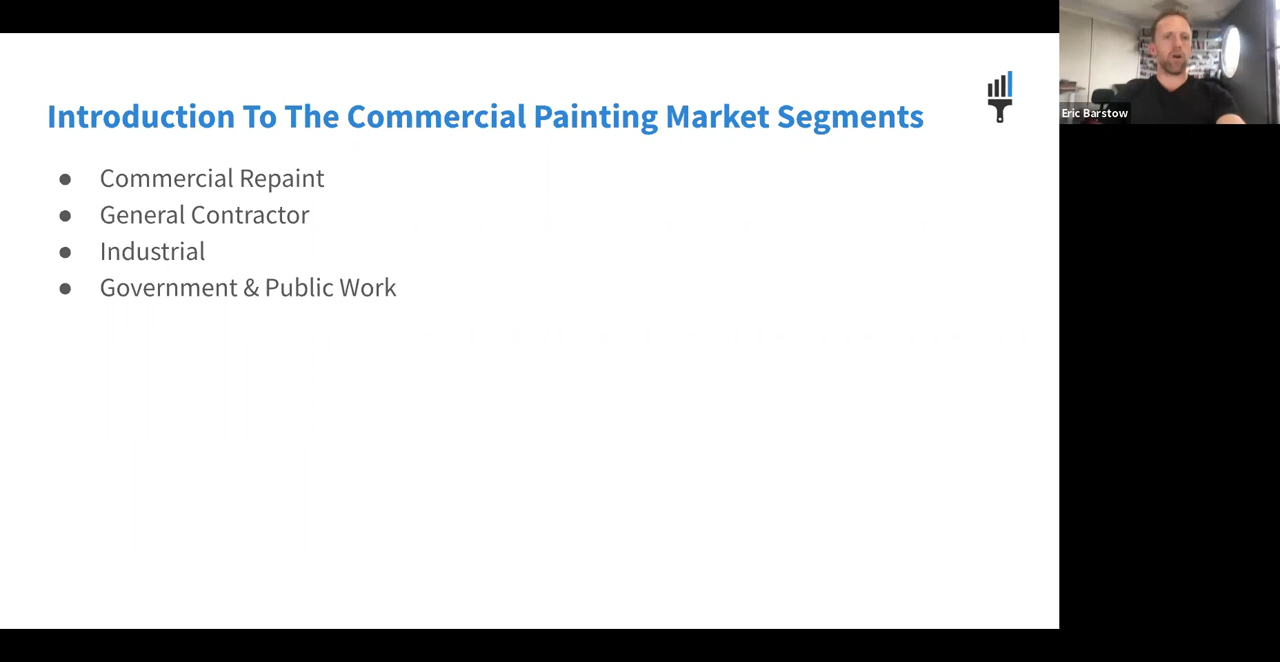 Introduction To The Commercial Painting Market Segments
● Commercial Repaint
● General Contractor
● Industrial
● Government & Public Work
Eric Barstow